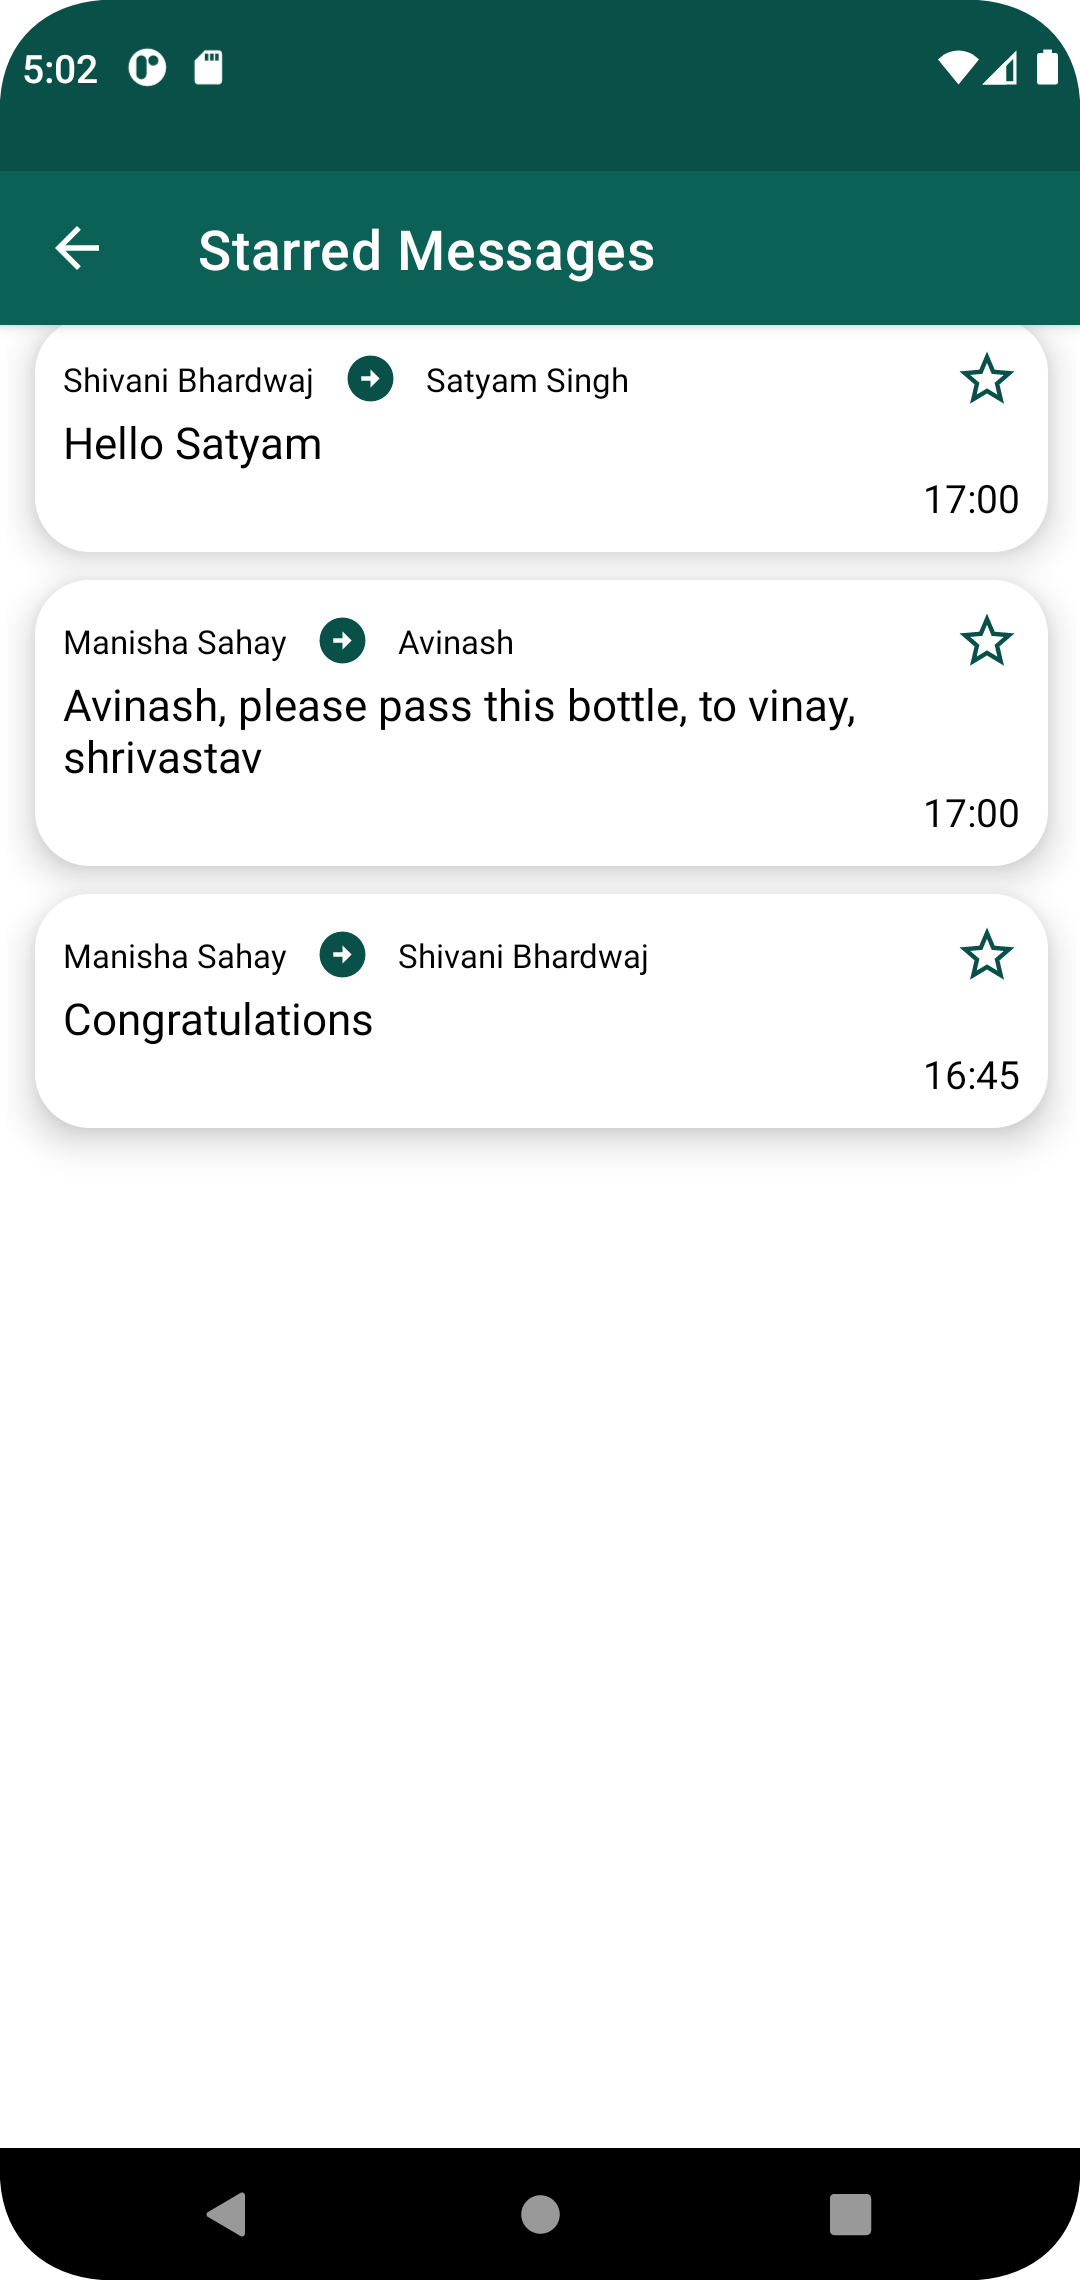 5:02
Starred Messages
Shivani Bhardwaj Satyam Singh
Hello Satyam
17:00
Manisha Sahay Avinash
Avinash, please pass this bottle, to vinay,
shrivastav
17:00
Manisha Sahay Shivani Bhardwaj
Congratulations
16:45